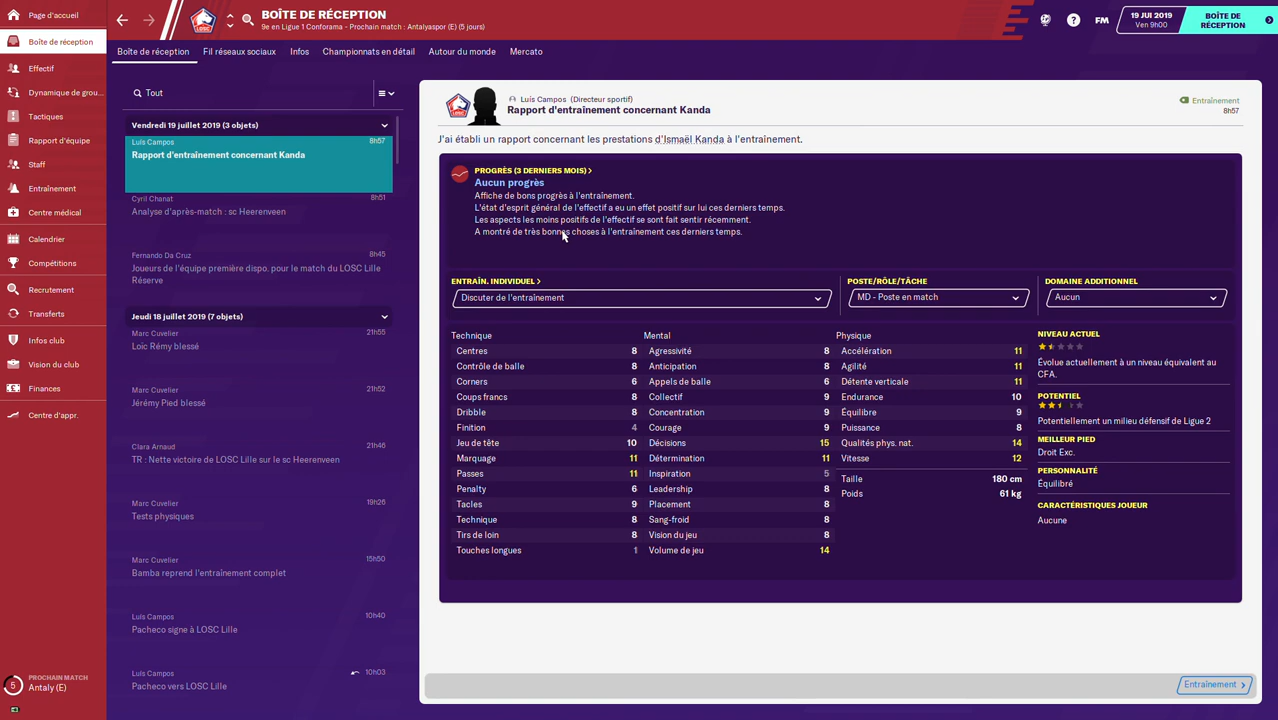 Page d'accueil
Boîte de réception
Effectif
Dynamique de grou...
Tactiques
Rapport d'équipe
Staff
Entraînement
Centre médical
Calendrier
Compétitions
Recrutement
Transferts
Infos club
Vision du club
Finances
Centre d'appr.
5
PROCHAIN MATCH
Antaly (E)
LOSC
BOÎTE DE RÉCEPTION
9e en Ligue 1 Conforama - Prochain match : Antalyaspor (E) (5 jours)
?
FM
19 JUI 2019
Ven 9h00
BOÎTE DE
RÉCEPTION
Boîte de réception Fil réseaux sociaux Infos Championnats en détail Autour du monde Mercato
Tout
Vendredi 19 juillet 2019 (3 objets)
Luís Campos 8h57
Rapport d'entraînement concernant Kanda
Cyril Chanat 8h51
Analyse d'après-match : sc Heerenveen
Fernando Da Cruz 8h45
Joueurs de l'équipe première dispo. pour le match du LOSC Lille
Réserve
Jeudi 18 juillet 2019 (7 objets)
Marc Cuvelier 21h55
Loïc Rémy blessé
Marc Cuvelier 21h52
Jérémy Pied blessé
Clara Arnaud 21h46
TR : Nette victoire de LOSC Lille sur le sc Heerenveen
Marc Cuvelier 19h26
Tests physiques
Marc Cuvelier 15h50
Bamba reprend l'entraînement complet
Luís Campos 10h40
Pacheco signe à LOSC Lille
Luís Campos 10h03
Pacheco vers LOSC Lille
LOSC
Luís Campos (Directeur sportif)
Rapport d'entraînement concernant Kanda
Entraînement
8h57
J'ai établi un rapport concernant les prestations d'Ismaël Kanda à l'entraînement.
PROGRÈS (3 DERNIERS MOIS) >
Aucun progrès
Affiche de bons progrès à l'entraînement.
L'état d'esprit général de l'effectif a eu un effet positif sur lui ces derniers temps.
Les aspects les moins positifs de l'effectif se sont fait sentir récemment.
A montré de très bonnes choses à l'entraînement ces derniers temps.
ENTRAÎN. INDIVIDUEL > POSTE/RÔLE/TÂCHE DOMAINE ADDITIONNEL
Discuter de l'entraînement MD - Poste en match Aucun
Technique Mental Physique
Centres 8 Agressivité 8 Accélération 11
Contrôle de balle 8 Anticipation 8 Agilité 11
Corners 6 Appels de balle 6 Détente verticale 11
Coups francs 8 Collectif 9 Endurance 10
Dribble 8 Concentration 9 Équilibre 9
Finition 4 Courage 9 Puissance 8
Jeu de tête 10 Décisions 15 Qualités phys. nat. 14
Marquage 11 Détermination 11 Vitesse 12
Passes 11 Inspiration 5
Penalty 6 Leadership 8
Tacles 9 Placement 8
Technique 8 Sang-froid 8
Tirs de loin 8 Vision du jeu 8
Touches longues 1 Volume de jeu 14
Taille 180 cm
Poids 61 kg
NIVEAU ACTUEL
Évolue actuellement à un niveau équivalent au
CFA.
POTENTIEL
Potentiellement un milieu défensif de Ligue 2
MEILLEUR PIED
Droit Exc.
PERSONNALITÉ
Équilibré
CARACTÉRISTIQUES JOUEUR
Aucune
Entraînement >